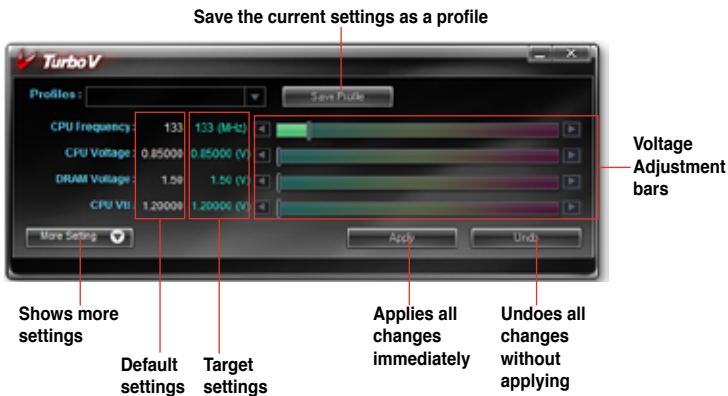 Save the current settings as a profile
TurboV
Profiles :
Save Profile
CPU Frequency : 133 133 (MHz)
CPU Voltage : 0.85000 0.85000 (V)
DRAM Voltage : 1.50 1.50 (V)
CPU Vtt : 1.20000 1.20000 (V)
Voltage
Adjustment
bars
More Setting Apply Undo
Shows more
settings
Default
settings
Target
settings
Applies all
changes
immediately
Undoes all
changes
without
applying